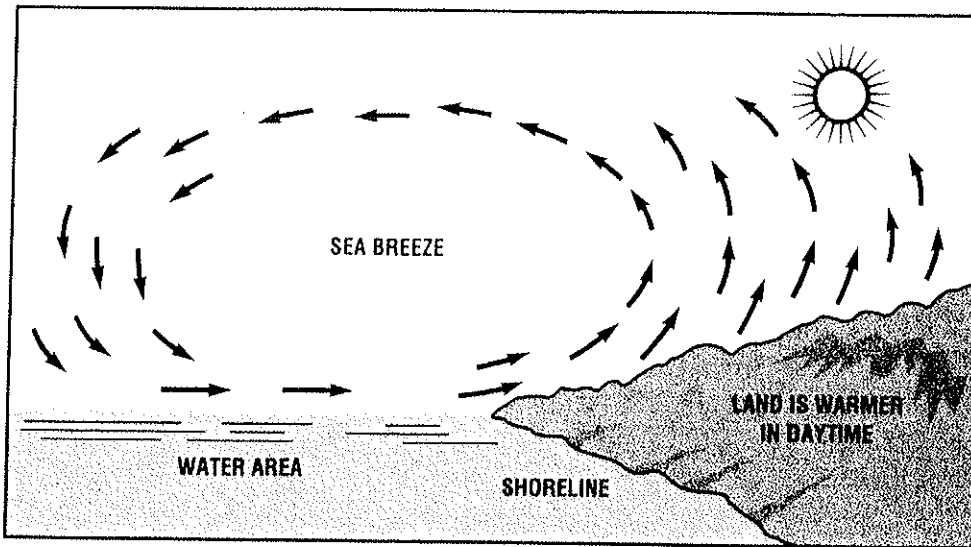 SEA BREEZE
LAND IS WARMER
IN DAYTIME
WATER AREA
SHORELINE